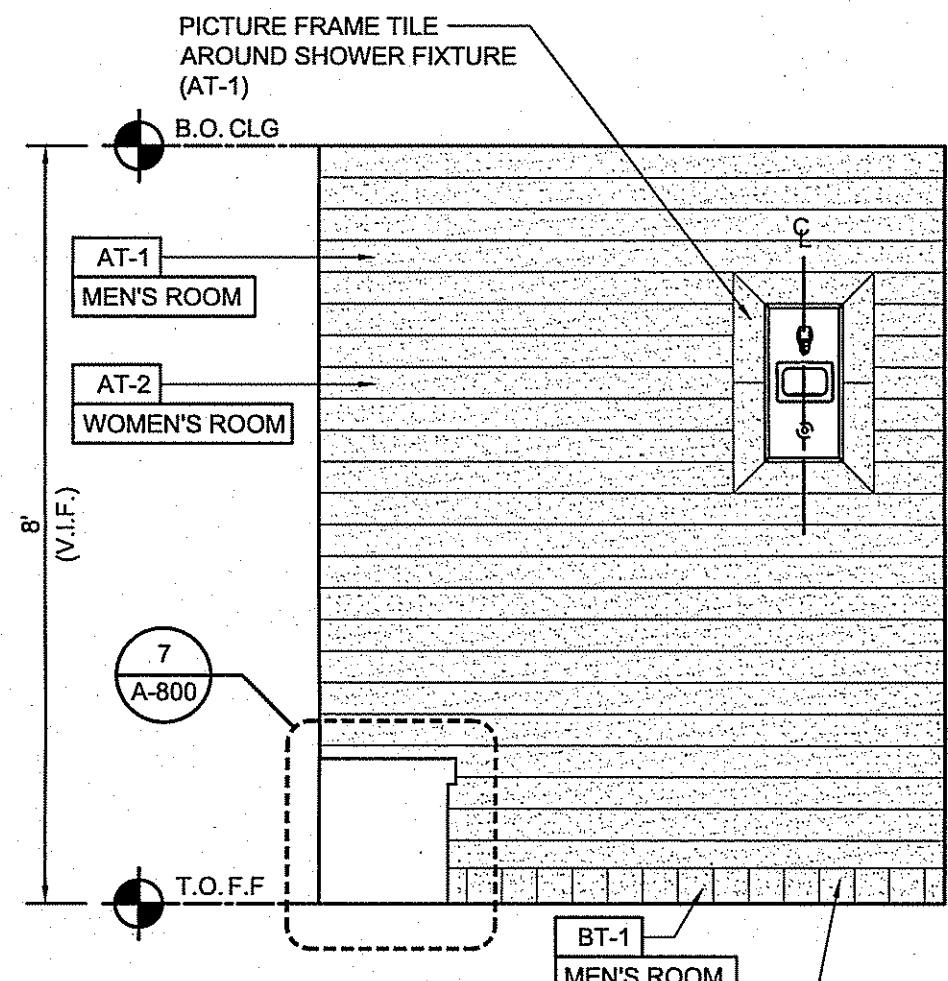 PICTURE FRAME TILE
AROUND SHOWER FIXTURE
(AT-1)
B.O. CLG
AT-1
MEN'S ROOM
AT-2
WOMEN'S ROOM
8'
(V.I.F.)
7
A-800
T.O. F.F
BT-1
MEN'S ROOM